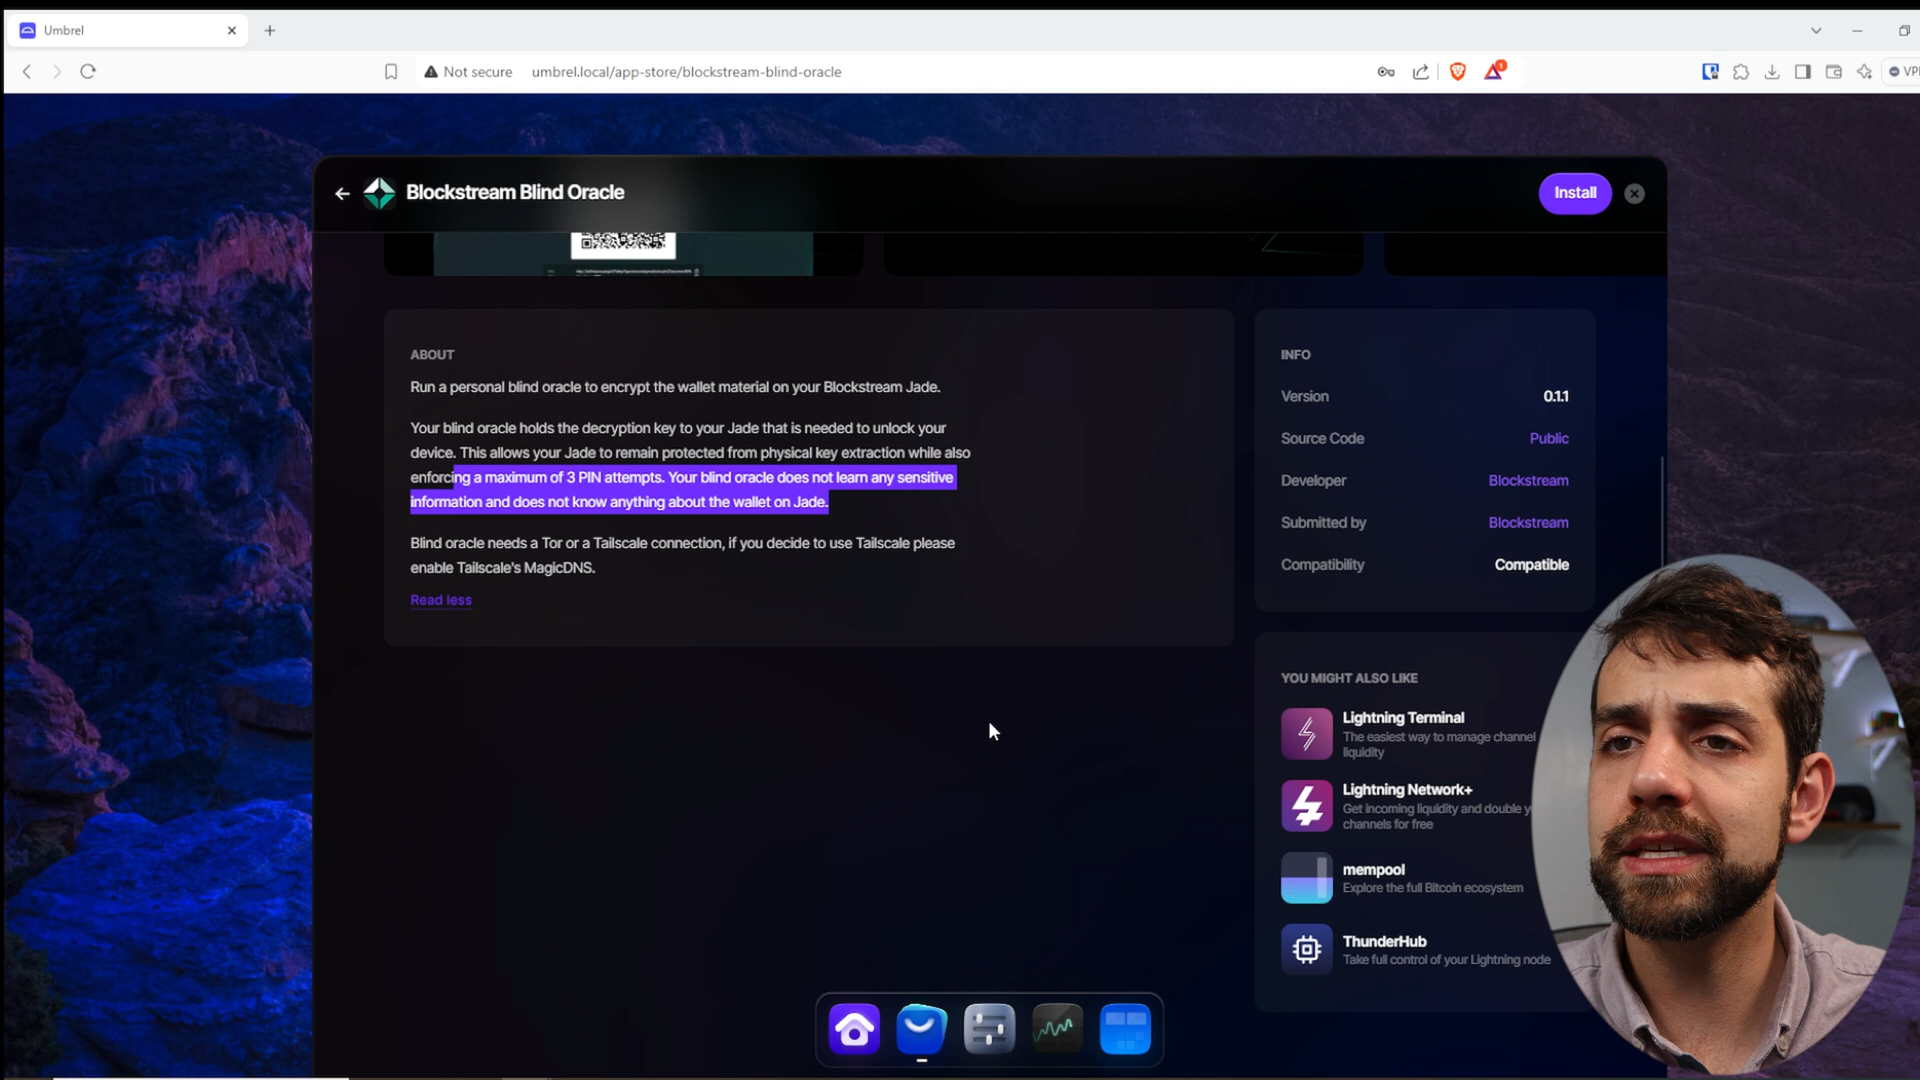 Umbrel
Not secure umbrel.local/app-store/blockstream-blind-oracle
1
VP
Blockstream Blind Oracle
Install
ABOUT
Run a personal blind oracle to encrypt the wallet material on your Blockstream Jade.
Your blind oracle holds the decryption key to your Jade that is needed to unlock your
device. This allows your Jade to remain protected from physical key extraction while also
enforcing a maximum of 3 PIN attempts. Your blind oracle does not learn any sensitive
information and does not know anything about the wallet on Jade.
Blind oracle needs a Tor or a Tailscale connection, if you decide to use Tailscale please
enable Tailscale's MagicDNS.
Read less
INFO
Version 0.1.1
Source Code Public
Developer Blockstream
Submitted by Blockstream
Compatibility Compatible
YOU MIGHT ALSO LIKE
Lightning Terminal
The easiest way to manage channel
liquidity
Lightning Network+
Get incoming liquidity and double y
channels for free
mempool
Explore the full Bitcoin ecosystem
ThunderHub
Take full control of your Lightning node